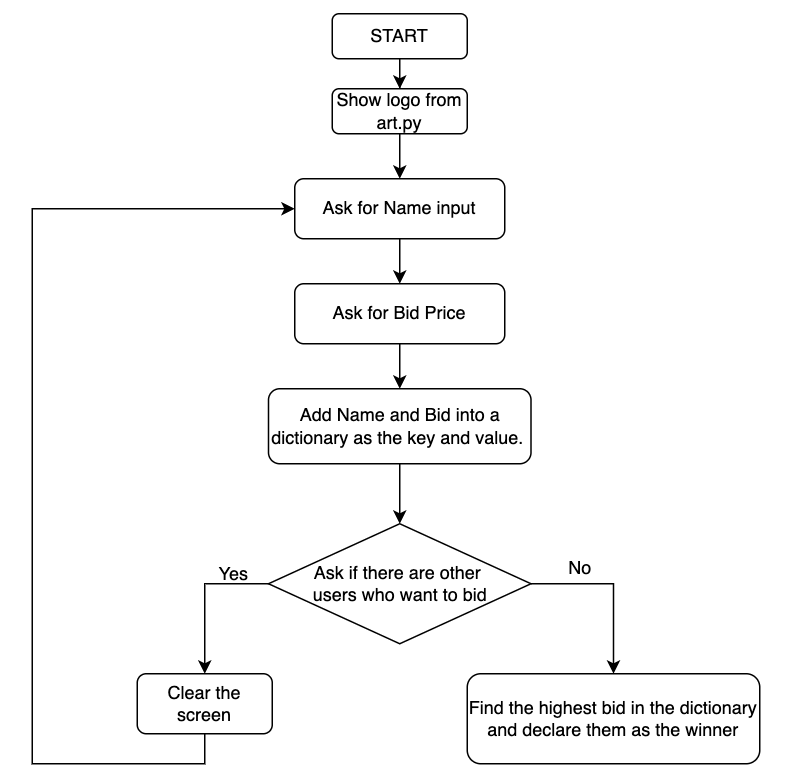 START
Show logo from
art.py
Ask for Name input
Ask for Bid Price
Add Name and Bid into a
dictionary as the key and value.
Ask if there are other
users who want to bid
Yes
No
Clear the
screen
Find the highest bid in the dictionary
and declare them as the winner